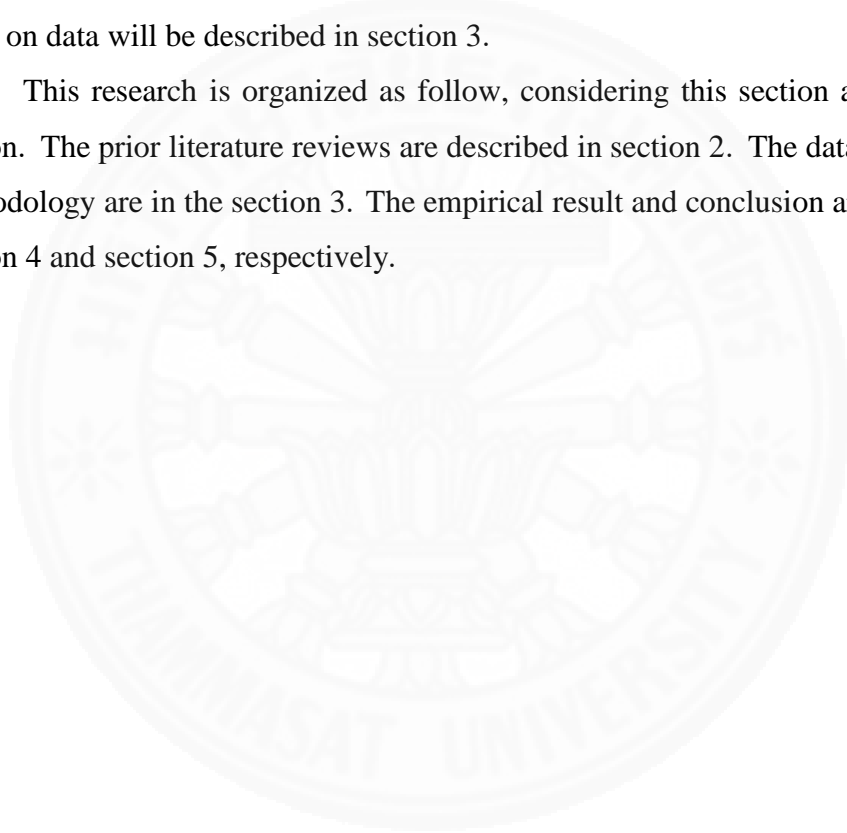 on data will be described in section 3.
This research is organized as follow, considering this section a
on. The prior literature reviews are described in section 2. The data
odology are in the section 3. The empirical result and conclusion a
on 4 and section 5, respectively.
THAMMASAT UNIVERSITY